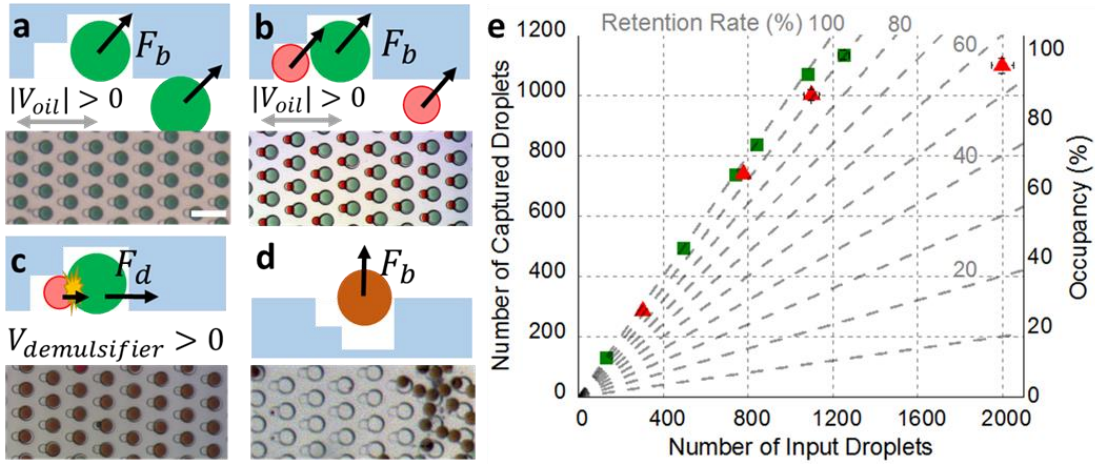 a
F_b
|V_oil| > 0
b
F_b
|V_oil| > 0
c
F_d
V_demulsifier > 0
d
F_b
e
Retention Rate (%)
100
80
60
40
20
Number of Captured Droplets
1200
1000
800
600
400
200
0
0
400
800
1200
1600
2000
Number of Input Droplets
100
80
60
40
20
0
Occupancy (%)